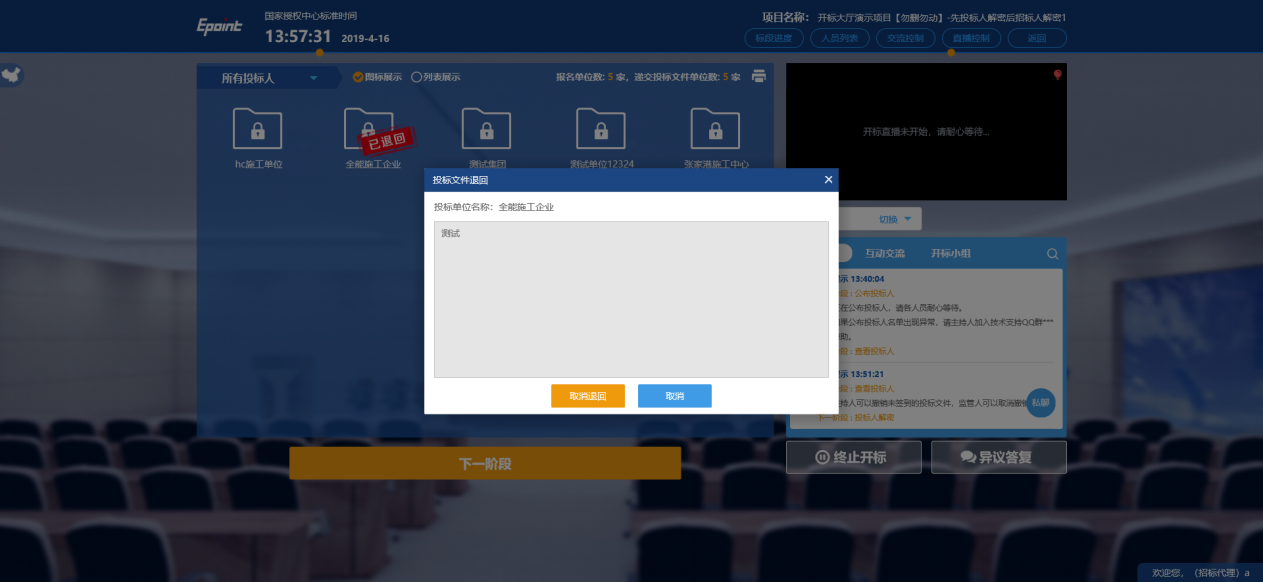 Epoint
国家授权中心标准时间
13:57:31 2019-4-16
项目名称： 开标大厅演示项目【勿删勿动】-先投标人解密后招标人解密1
标段进度 人员列表 交流控制 直播控制 返回
所有投标人 图标展示 列表展示 报名单位数: 5 家，递交投标文件单位数: 5 家
开标直播未开始，请耐心等待...
已退回
hc施工单位 全能施工企业 测试集团 测试单位12324 张家港施工中心
投标文件退回
投标单位名称： 全能施工企业
测试
取消退回 取消
切换
互动交流 开标小组
示 13:40:04
段 : 公布投标人
在公布投标人，请各人员耐心等待。
果公布投标人名单出现异常，请主持人加入技术支持QQ群***
助。
段 : 查看投标人
示 13:51:21
段 : 查看投标人
持人可以撤销未签到的投标文件，监管人可以取消撤销
私聊
下一阶段 : 投标人解密
下一阶段
终止开标 异议答复
欢迎您, （招标代理）a